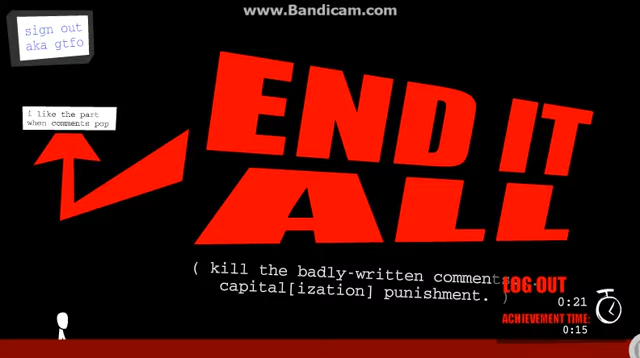 www.Bandicam.com
sign out
aka gtfo
i like the part
when comments pop
END IT
ALL
( kill the badly-written comments
capital[ization] punishment. )
LOG OUT
0:21
ACHIEVEMENT TIME:
0:15